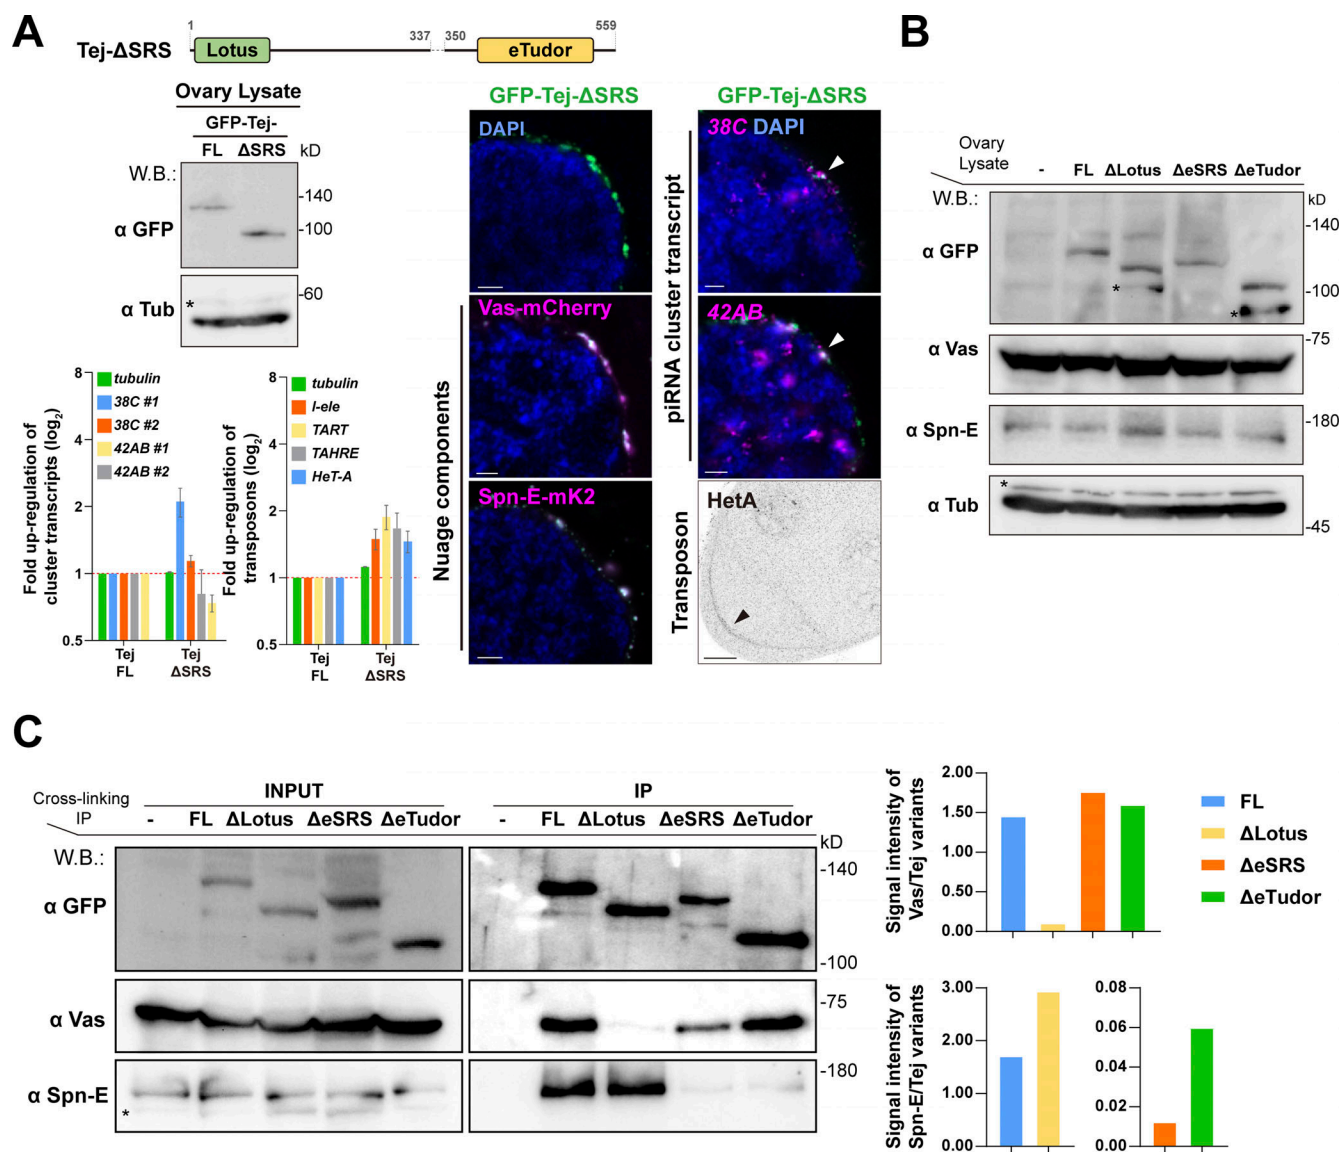 A
Tej-ΔSRS
1
337
350
559
Lotus
eTudor
Ovary Lysate
GFP-Tej-
FL ΔSRS
kD
W.B.:
α GFP
-140
-100
α Tub
*
-60
8
4
2
1
0.5
Fold up-regulation of
cluster transcripts (log2)
tubulin
38C #1
38C #2
42AB #1
42AB #2
Tej
FL
Tej
ΔSRS
8
4
2
1
0.5
Fold up-regulation of
transposons (log2)
tubulin
I-ele
TART
TAHRE
HeT-A
Tej
FL
Tej
ΔSRS
GFP-Tej-ΔSRS
DAPI
Vas-mCherry
Spn-E-mK2
Nuage components
GFP-Tej-ΔSRS
38C DAPI
42AB
HetA
piRNA cluster transcript
Transposon
B
Ovary
Lysate
- FL ΔLotus ΔeSRS ΔeTudor
W.B.:
kD
α GFP
-140
-100
*
*
α Vas
-75
α Spn-E
-180
α Tub
*
-45
C
Cross-linking
IP
INPUT
- FL ΔLotus ΔeSRS ΔeTudor
IP
- FL ΔLotus ΔeSRS ΔeTudor
W.B.:
kD
α GFP
-140
-100
α Vas
-75
α Spn-E
*
-180
Signal intensity of
Vas/Tej variants
2.00
1.50
1.00
0.50
0.00
FL
ΔLotus
ΔeSRS
ΔeTudor
Signal intensity of
Spn-E/Tej variants
3.00
2.00
1.00
0.00
0.08
0.06
0.04
0.02
0.00